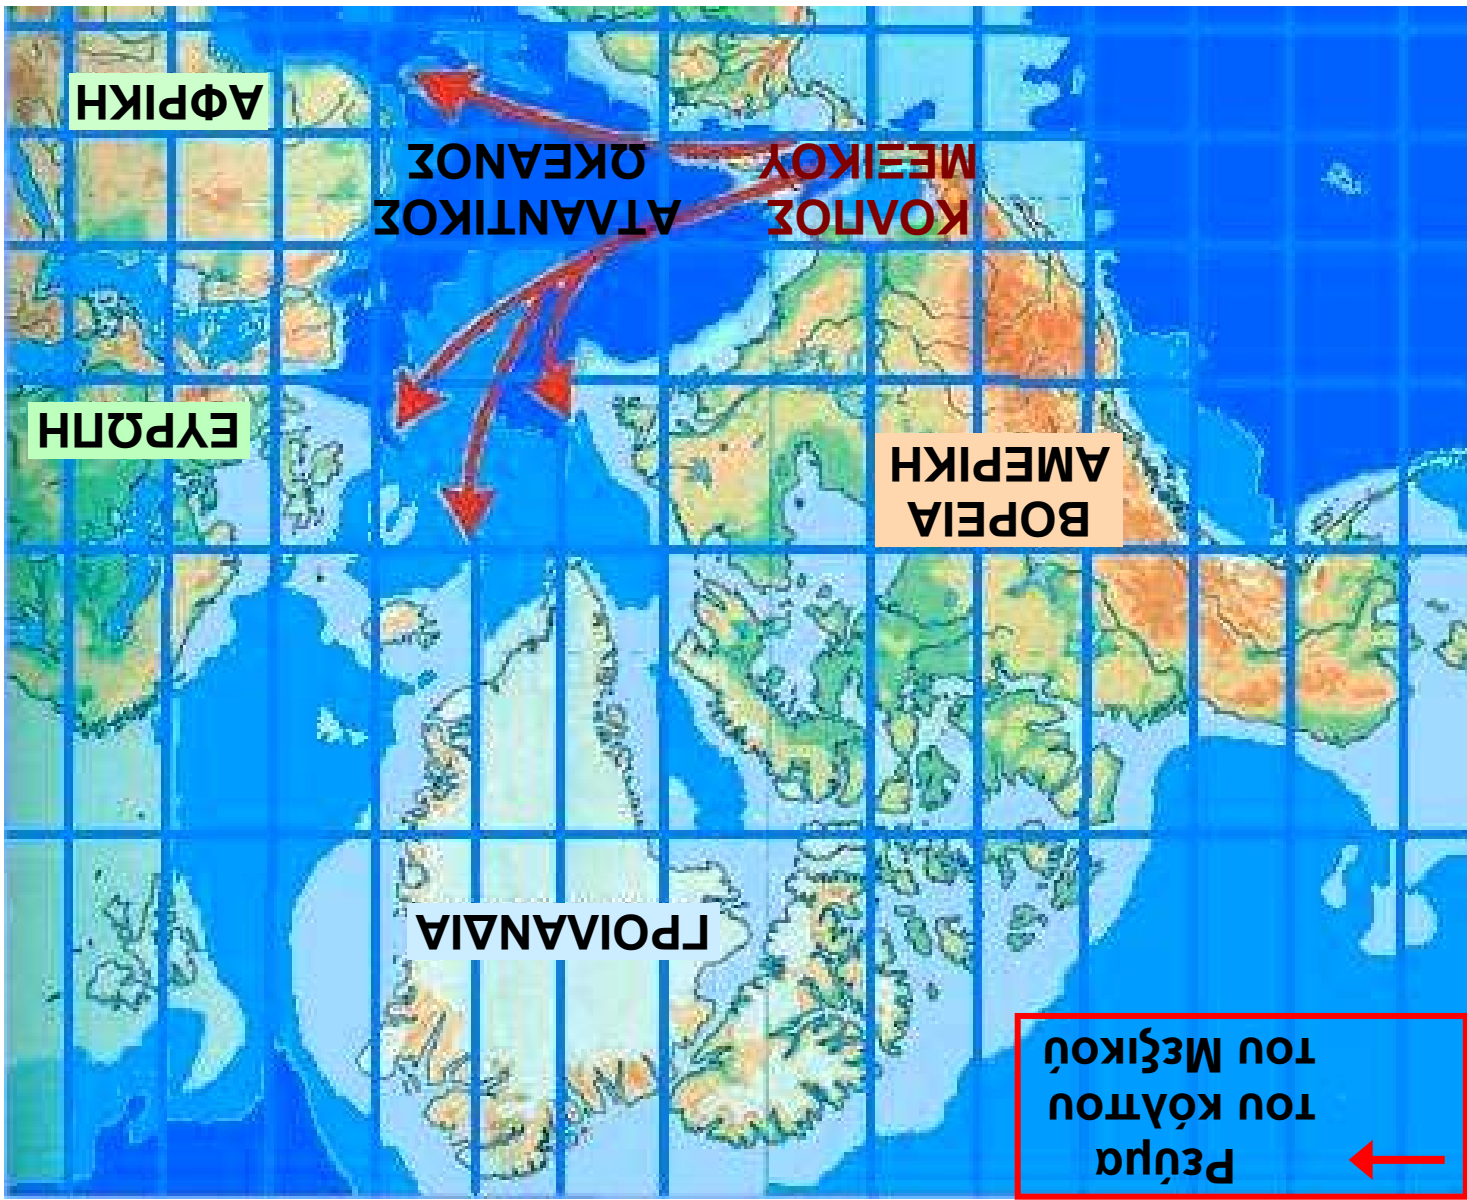 Ρεύμα
του κόλπου
του Μεξικού
ΓΡΟΙΛΑΝΔΙΑ
ΒΟΡΕΙΑ
ΑΜΕΡΙΚΗ
ΕΥΡΩΠΗ
ΚΟΛΠΟΣ
ΜΕΞΙΚΟΥ
ΑΤΛΑΝΤΙΚΟΣ
ΩΚΕΑΝΟΣ
ΑΦΡΙΚΗ